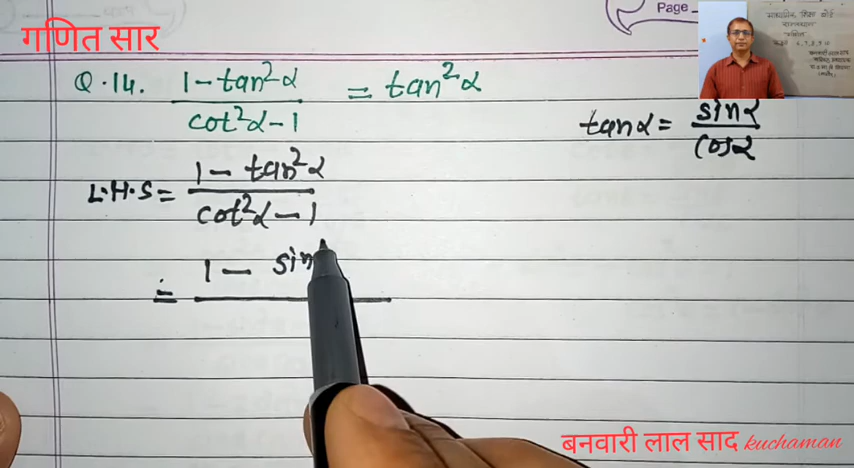 Page
गणित सार
Q.14. 1 - tan²α / cot²α - 1 = tan²α
tanα = sinα / cosα
L.H.S = 1 - tan²α / cot²α - 1
= 1 - sin
बनवारी लाल साद kuchaman